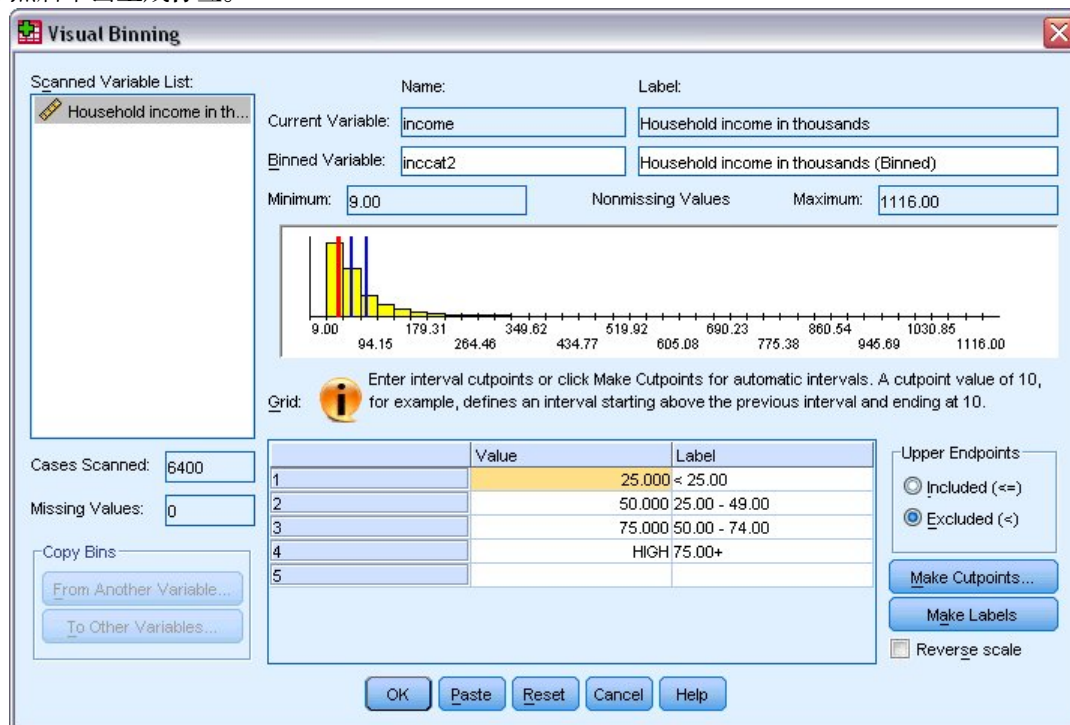 Visual Binning
Scanned Variable List:
Household income in th...
Name:
Label:
Current Variable:
income
Household income in thousands
Binned Variable:
inccat2
Household income in thousands (Binned)
Minimum:
9.00
Nonmissing Values
Maximum:
1116.00
9.00 179.31 349.62 519.92 690.23 860.54 1030.85
94.15 264.46 434.77 605.08 775.38 945.69 1116.00
Enter interval cutpoints or click Make Cutpoints for automatic intervals. A cutpoint value of 10,
Grid:
for example, defines an interval starting above the previous interval and ending at 10.
Cases Scanned:
6400
Missing Values:
0
Copy Bins
From Another Variable...
To Other Variables...
Value Label
1 25.000 < 25.00
2 50.000 25.00 - 49.00
3 75.000 50.00 - 74.00
4 HIGH 75.00+
5
Upper Endpoints
Included (<=)
Excluded (<)
Make Cutpoints...
Make Labels
Reverse scale
OK Paste Reset Cancel Help